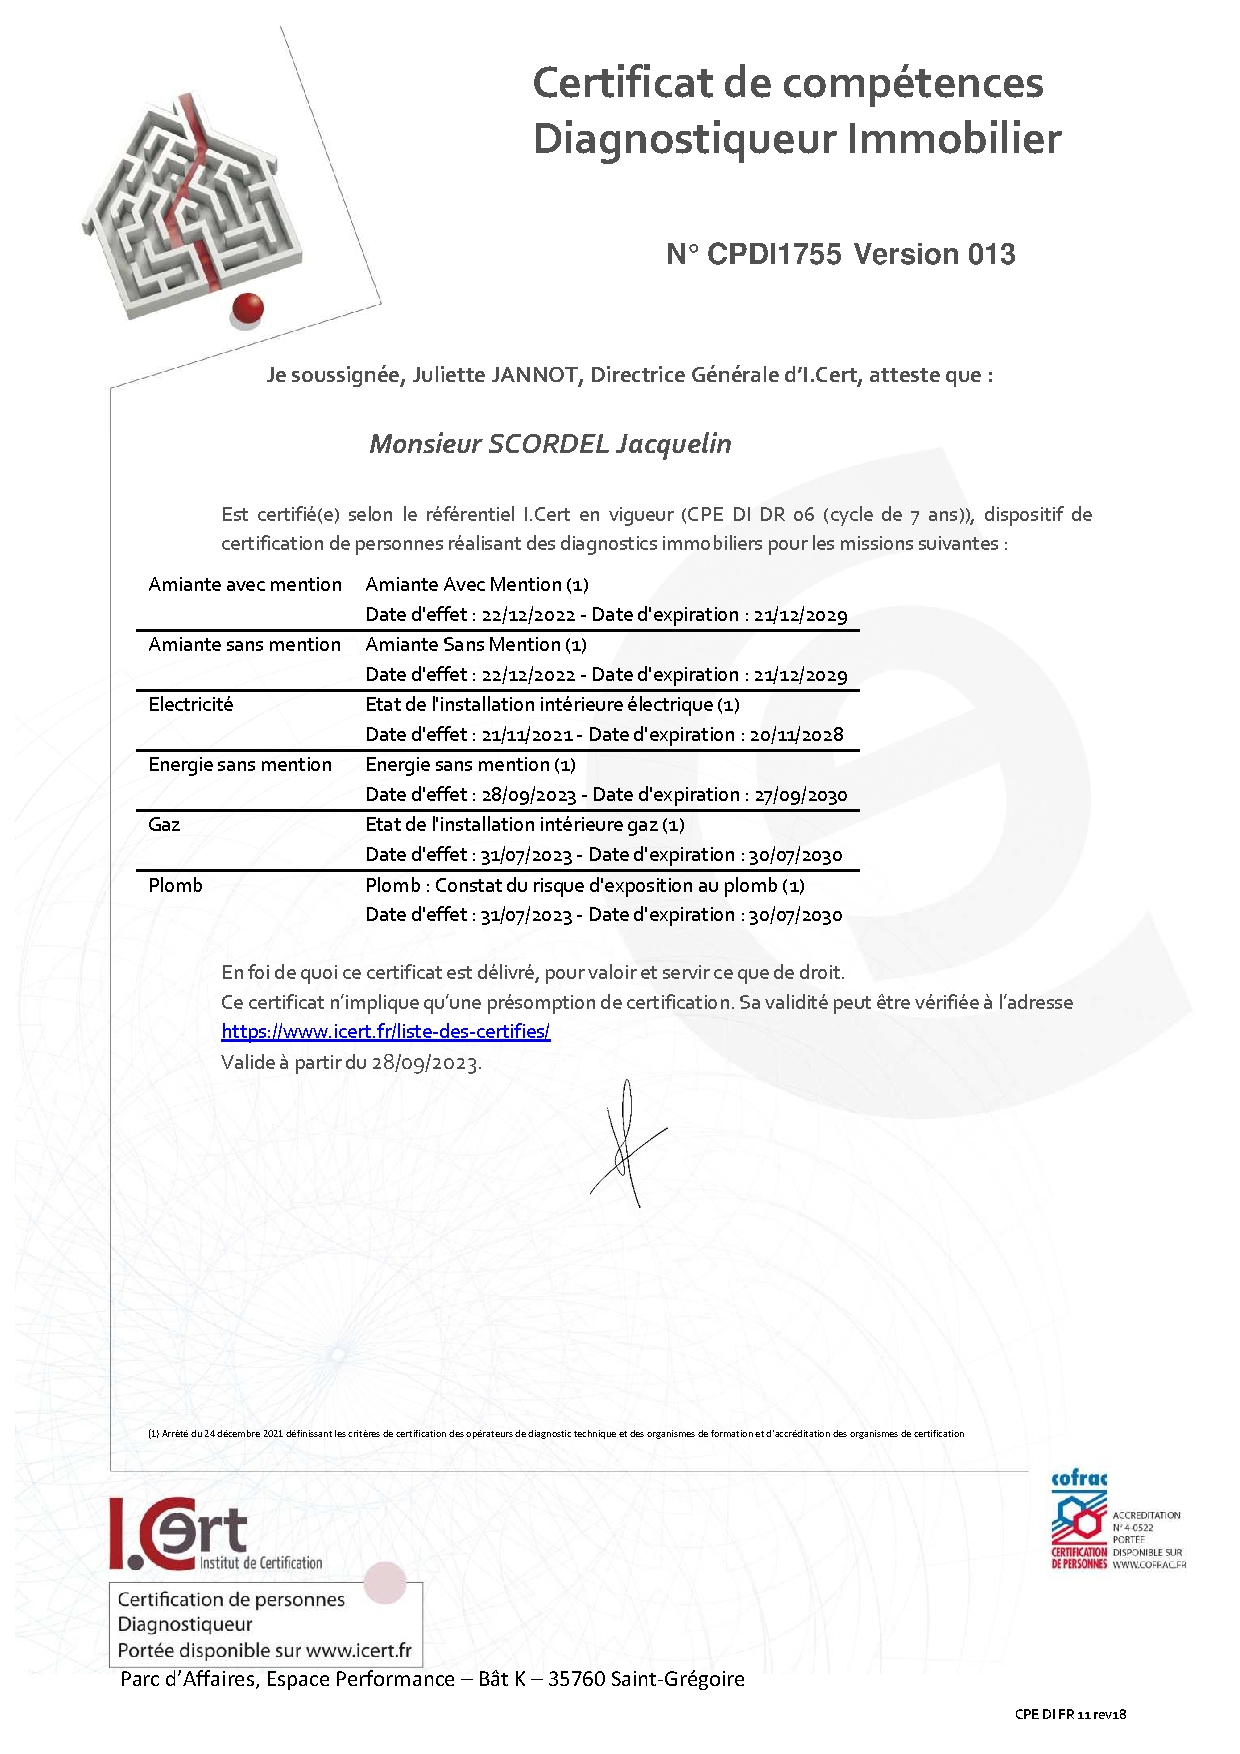 Certificat de compétences
Diagnostiqueur Immobilier
N° CPDI1755 Version 013
Je soussignée, Juliette JANNOT, Directrice Générale d’I.Cert, atteste que :
Monsieur SCORDEL Jacquelin
Est certifié(e) selon le référentiel I.Cert en vigueur (CPE DI DR 06 (cycle de 7 ans)), dispositif de
certification de personnes réalisant des diagnostics immobiliers pour les missions suivantes :
Amiante avec mention Amiante Avec Mention (1)
Date d'effet : 22/12/2022 - Date d'expiration : 21/12/2029
Amiante sans mention Amiante Sans Mention (1)
Date d'effet : 22/12/2022 - Date d'expiration : 21/12/2029
Electricité Etat de l'installation intérieure électrique (1)
Date d'effet : 21/11/2021 - Date d'expiration : 20/11/2028
Energie sans mention Energie sans mention (1)
Date d'effet : 28/09/2023 - Date d'expiration : 27/09/2030
Gaz Etat de l'installation intérieure gaz (1)
Date d'effet : 31/07/2023 - Date d'expiration : 30/07/2030
Plomb Plomb : Constat du risque d'exposition au plomb (1)
Date d'effet : 31/07/2023 - Date d'expiration : 30/07/2030
En foi de quoi ce certificat est délivré, pour valoir et servir ce que de droit.
Ce certificat n’implique qu’une présomption de certification. Sa validité peut être vérifiée à l’adresse
https://www.icert.fr/liste-des-certifies/
Valide à partir du 28/09/2023.
(1) Arrêté du 24 décembre 2021 définissant les critères de certification des opérateurs de diagnostic technique et des organismes de formation et d'accréditation des organismes de certification
I.Cert
Institut de Certification
Certification de personnes
Diagnostiqueur
Portée disponible sur www.icert.fr
cofrac
CERTIFICATION
DE PERSONNES
ACCREDITATION
N° 4-0522
PORTÉE
DISPONIBLE SUR
WWW.COFRAC.FR
Parc d’Affaires, Espace Performance – Bât K – 35760 Saint-Grégoire
CPE DI FR 11 rev18